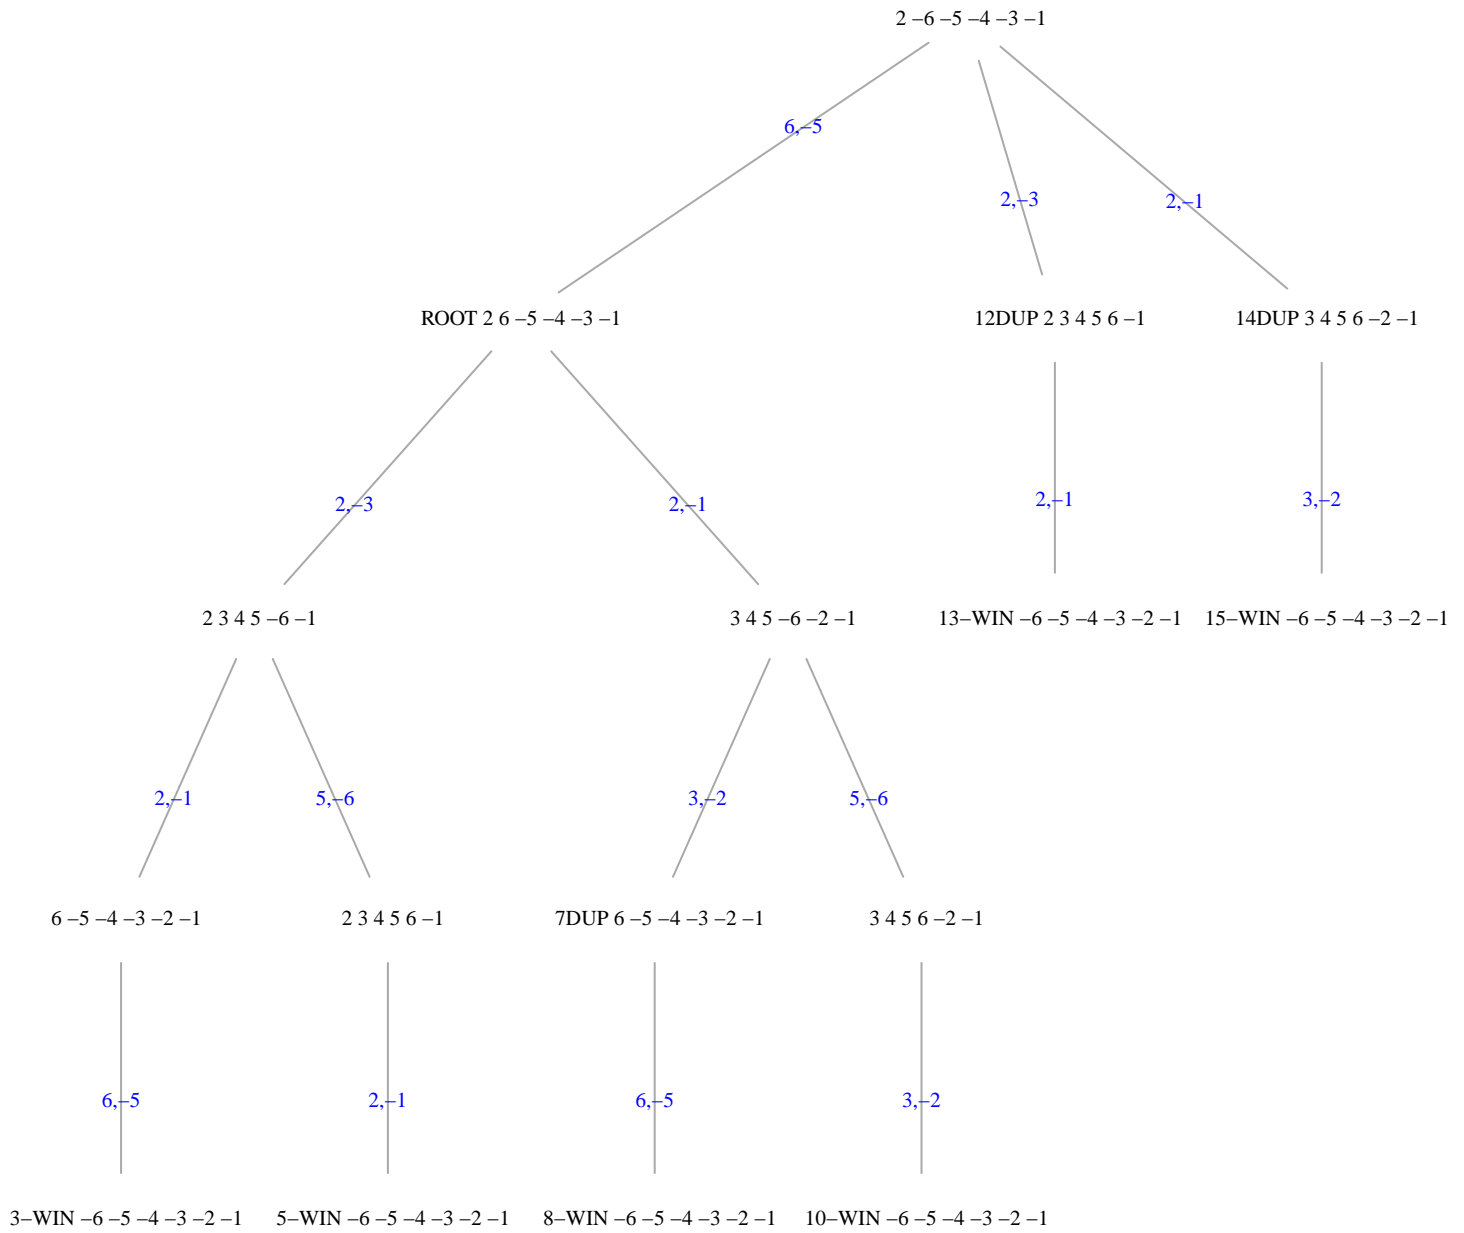 2 –6 –5 –4 –3 –1
6,–5
2,–3
2,–1
ROOT 2 6 –5 –4 –3 –1
12DUP 2 3 4 5 6 –1
14DUP 3 4 5 6 –2 –1
2,–3
2,–1
2,–1
3,–2
2 3 4 5 –6 –1
3 4 5 –6 –2 –1
13–WIN –6 –5 –4 –3 –2 –1
15–WIN –6 –5 –4 –3 –2 –1
2,–1
5,–6
3,–2
5,–6
6 –5 –4 –3 –2 –1
2 3 4 5 6 –1
7DUP 6 –5 –4 –3 –2 –1
3 4 5 6 –2 –1
6,–5
2,–1
6,–5
3,–2
3–WIN –6 –5 –4 –3 –2 –1
5–WIN –6 –5 –4 –3 –2 –1
8–WIN –6 –5 –4 –3 –2 –1
10–WIN –6 –5 –4 –3 –2 –1